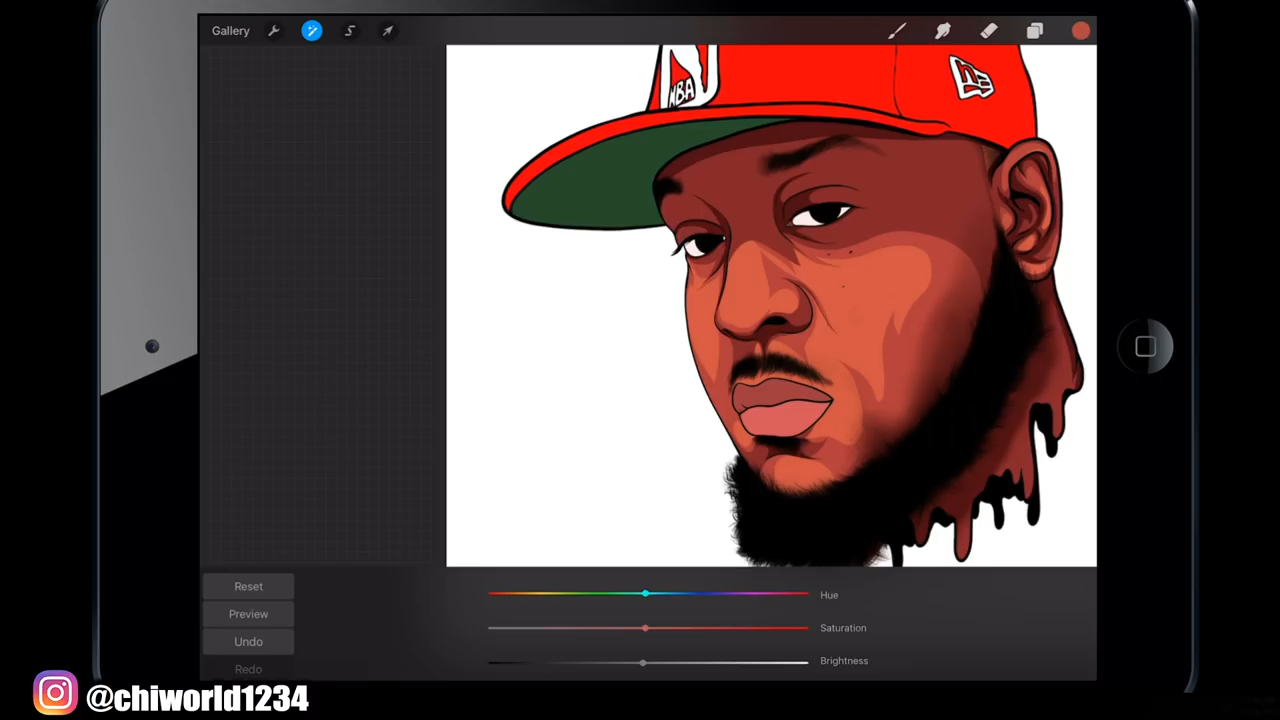 Gallery
NBA
Reset
Preview
Undo
Redo
Hue
Saturation
Brightness
@chiworld1234